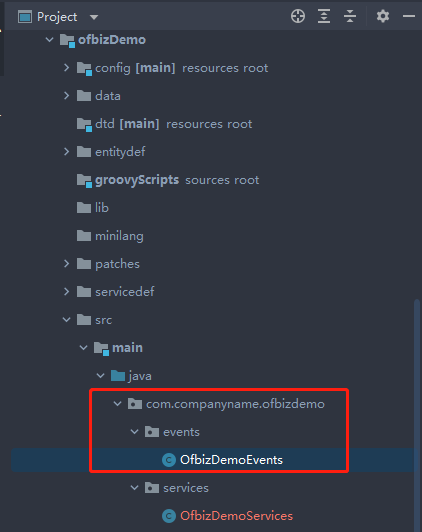 Project
ofbizDemo
config [main] resources root
data
dtd [main] resources root
entitydef
groovyScripts sources root
lib
minilang
patches
servicedef
src
main
java
com.companyname.ofbizdemo
events
OfbizDemoEvents
services
OfbizDemoServices